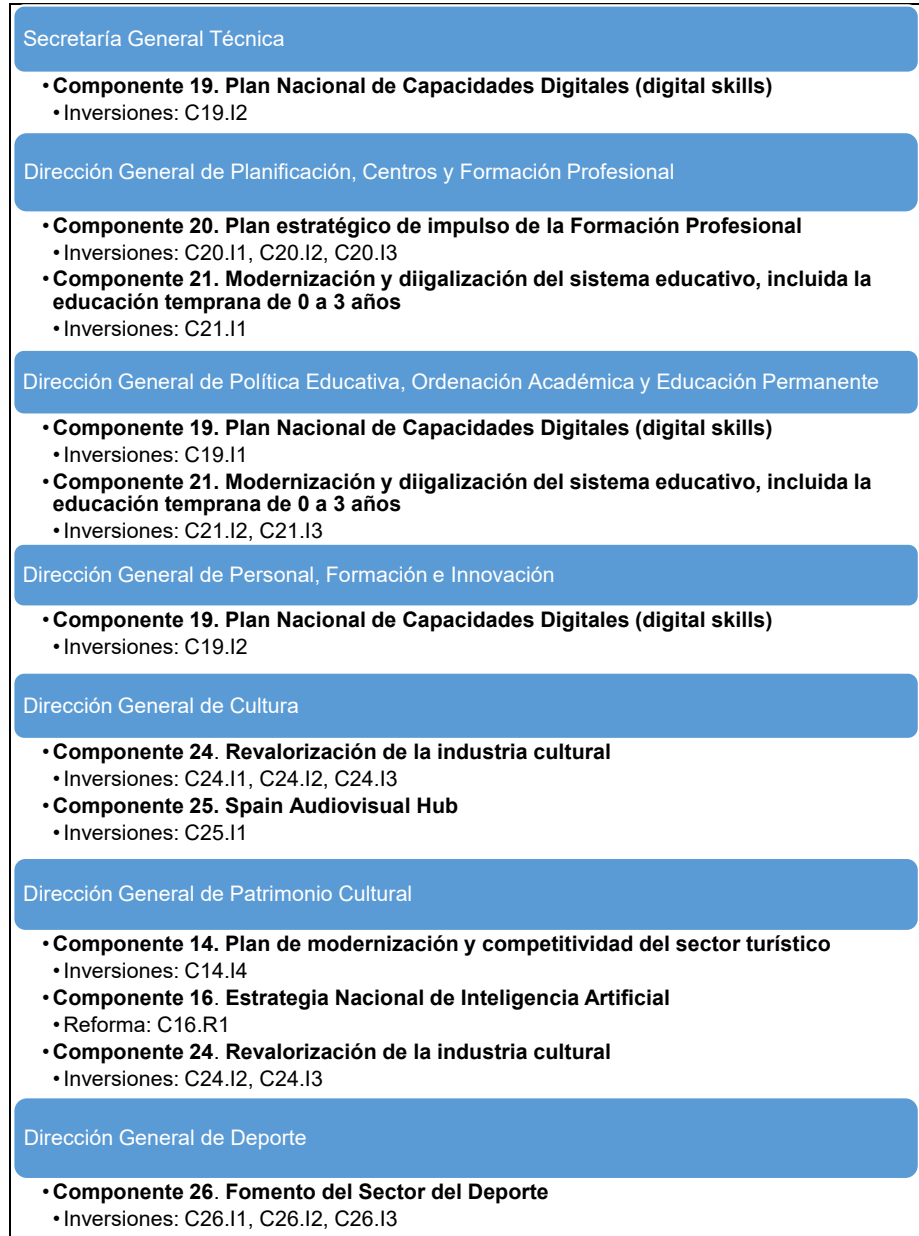 Secretaría General Técnica
•Componente 19. Plan Nacional de Capacidades Digitales (digital skills)
•Inversiones: C19.I2
Dirección General de Planificación, Centros y Formación Profesional
•Componente 20. Plan estratégico de impulso de la Formación Profesional
•Inversiones: C20.I1, C20.I2, C20.I3
•Componente 21. Modernización y diigalización del sistema educativo, incluida la
educación temprana de 0 a 3 años
•Inversiones: C21.I1
Dirección General de Política Educativa, Ordenación Académica y Educación Permanente
•Componente 19. Plan Nacional de Capacidades Digitales (digital skills)
•Inversiones: C19.I1
•Componente 21. Modernización y diigalización del sistema educativo, incluida la
educación temprana de 0 a 3 años
•Inversiones: C21.I2, C21.I3
Dirección General de Personal, Formación e Innovación
•Componente 19. Plan Nacional de Capacidades Digitales (digital skills)
•Inversiones: C19.I2
Dirección General de Cultura
•Componente 24. Revalorización de la industria cultural
•Inversiones: C24.I1, C24.I2, C24.I3
•Componente 25. Spain Audiovisual Hub
•Inversiones: C25.I1
Dirección General de Patrimonio Cultural
•Componente 14. Plan de modernización y competitividad del sector turístico
•Inversiones: C14.I4
•Componente 16. Estrategia Nacional de Inteligencia Artificial
•Reforma: C16.R1
•Componente 24. Revalorización de la industria cultural
•Inversiones: C24.I2, C24.I3
Dirección General de Deporte
•Componente 26. Fomento del Sector del Deporte
•Inversiones: C26.I1, C26.I2, C26.I3